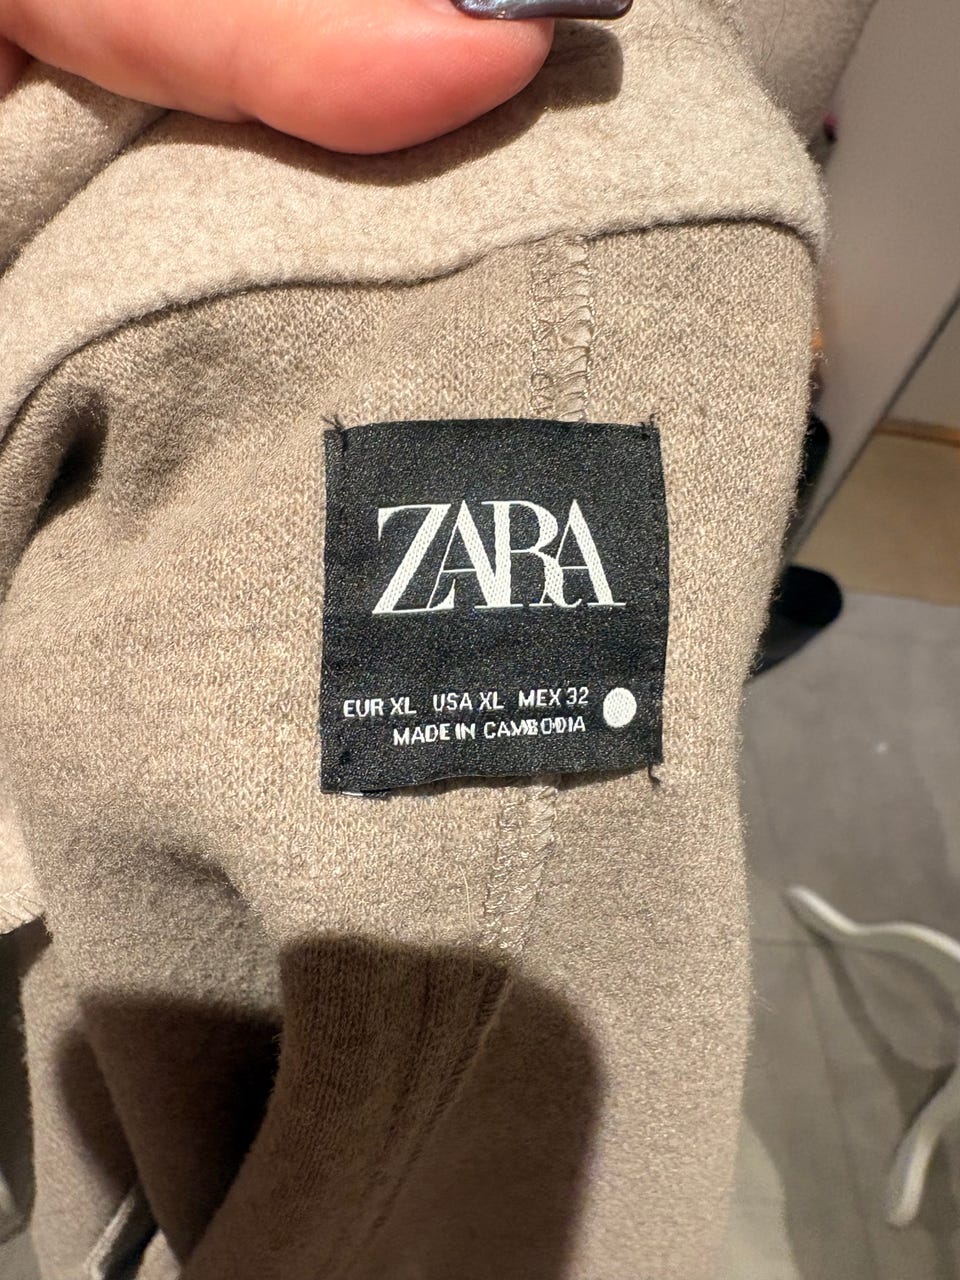 ZARA
EUR XL USA XL MEX 32
MADE IN CAMBODIA